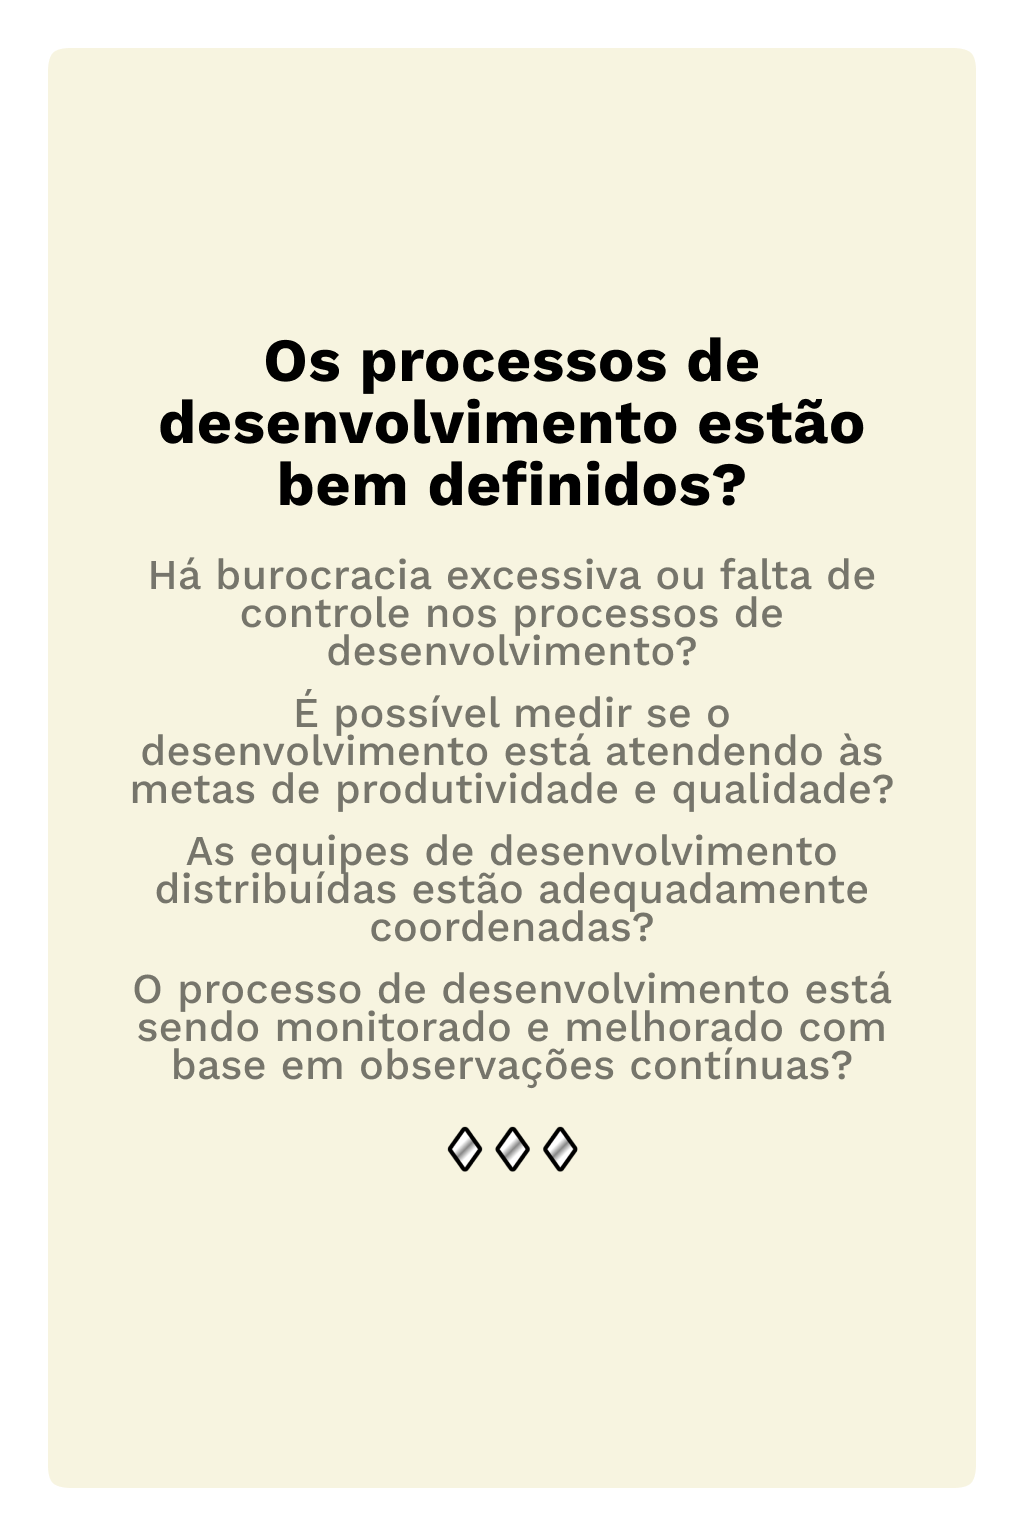 Os processos de
desenvolvimento estão
bem definidos?
Há burocracia excessiva ou falta de
controle nos processos de
desenvolvimento?
É possível medir se o
desenvolvimento está atendendo às
metas de produtividade e qualidade?
As equipes de desenvolvimento
distribuídas estão adequadamente
coordenadas?
O processo de desenvolvimento está
sendo monitorado e melhorado com
base em observações contínuas?